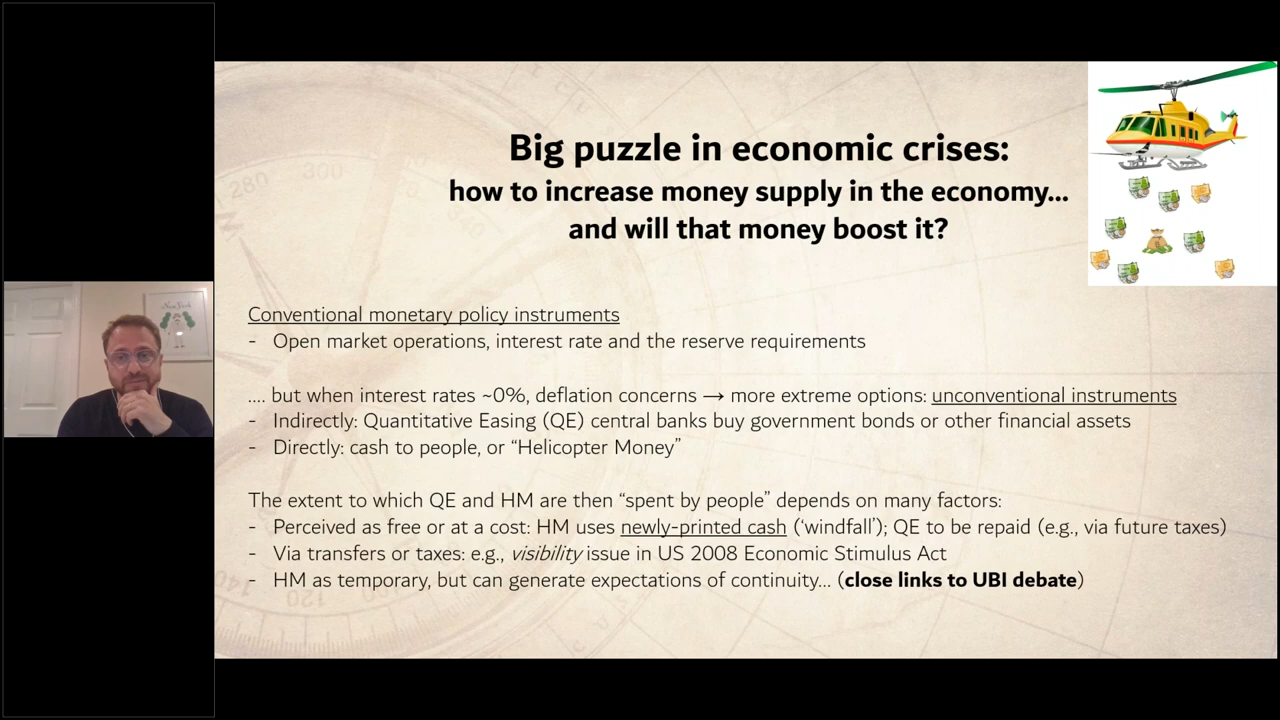 Big puzzle in economic crises:
how to increase money supply in the economy...
and will that money boost it?
Conventional monetary policy instruments
- Open market operations, interest rate and the reserve requirements
.... but when interest rates ~0%, deflation concerns → more extreme options: unconventional instruments
- Indirectly: Quantitative Easing (QE) central banks buy government bonds or other financial assets
- Directly: cash to people, or “Helicopter Money”
The extent to which QE and HM are then “spent by people” depends on many factors:
- Perceived as free or at a cost: HM uses newly-printed cash (‘windfall’); QE to be repaid (e.g., via future taxes)
- Via transfers or taxes: e.g., visibility issue in US 2008 Economic Stimulus Act
- HM as temporary, but can generate expectations of continuity... (close links to UBI debate)
New York
280
300
120
140